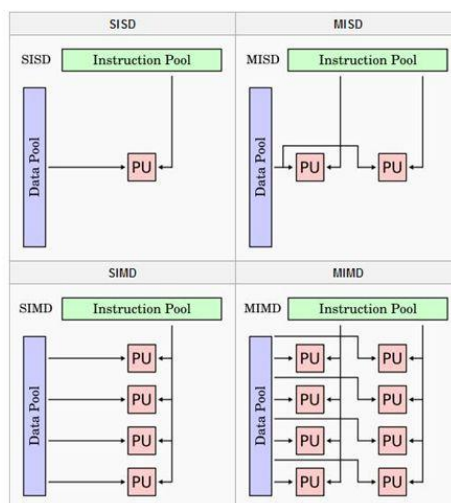 SISD
MISD
SISD Instruction Pool
MISD Instruction Pool
Data Pool
PU
Data Pool
PU PU
SIMD
MIMD
SIMD Instruction Pool
MIMD Instruction Pool
Data Pool
PU
PU
PU
PU
Data Pool
PU PU
PU PU
PU PU
PU PU